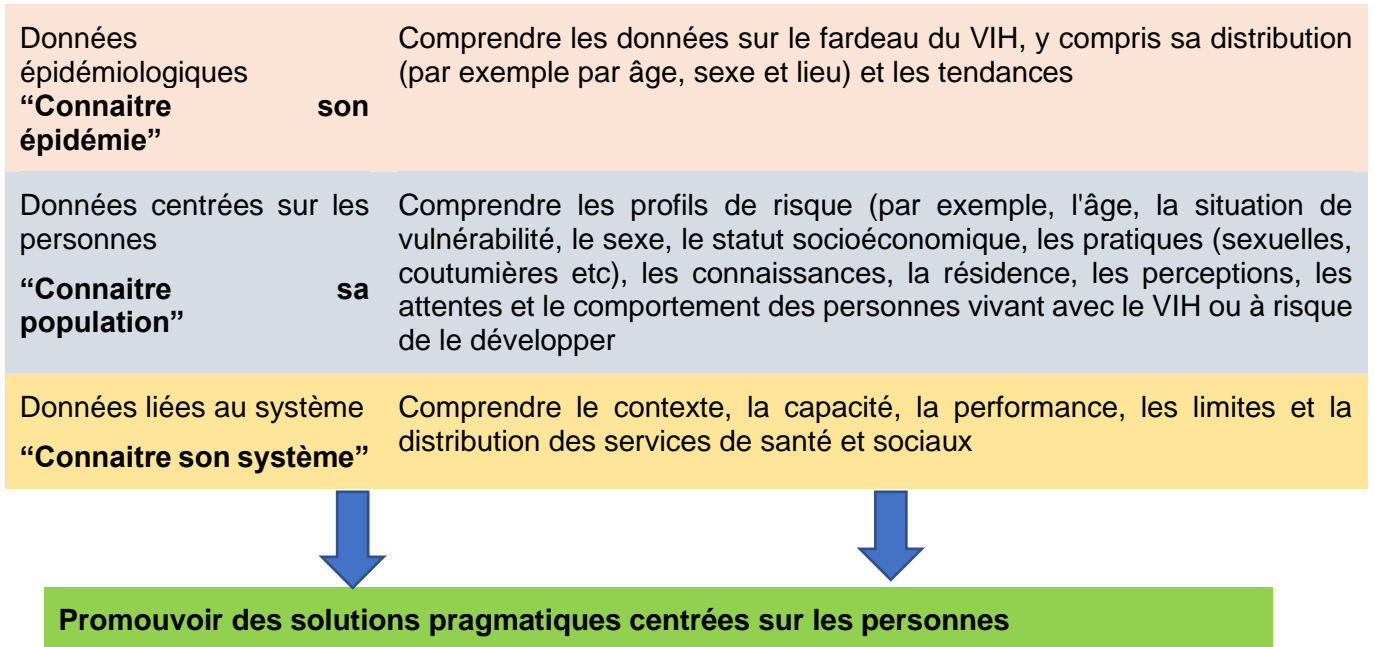 Données
épidémiologiques
“Connaitre son
épidémie”
Comprendre les données sur le fardeau du VIH, y compris sa distribution
(par exemple par âge, sexe et lieu) et les tendances
Données centrées sur les
personnes
“Connaitre sa
population”
Comprendre les profils de risque (par exemple, l'âge, la situation de
vulnérabilité, le sexe, le statut socioéconomique, les pratiques (sexuelles,
coutumières etc), les connaissances, la résidence, les perceptions, les
attentes et le comportement des personnes vivant avec le VIH ou à risque
de le développer
Données liées au système
“Connaitre son système”
Comprendre le contexte, la capacité, la performance, les limites et la
distribution des services de santé et sociaux
Promouvoir des solutions pragmatiques centrées sur les personnes